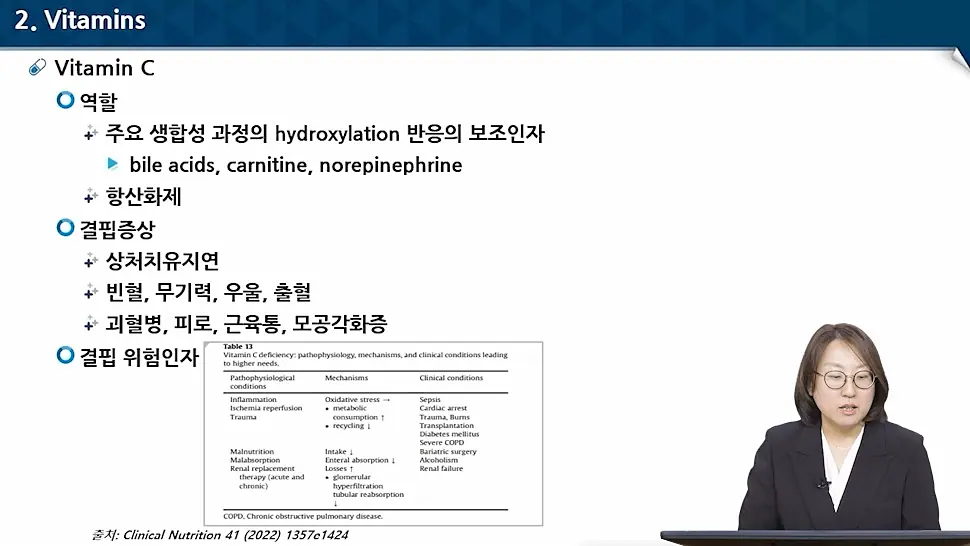 2. Vitamins
Vitamin C
역할
주요 생합성 과정의 hydroxylation 반응의 보조인자
bile acids, carnitine, norepinephrine
항산화제
결핍증상
상처치유지연
빈혈, 무기력, 우울, 출혈
괴혈병, 피로, 근육통, 모공각화증
결핍 위험인자
Table 13
Vitamin C deficiency: pathophysiology, mechanisms, and clinical conditions leading
to higher needs.
Pathophysiological Mechanisms Clinical conditions
conditions
Inflammation Oxidative stress → Sepsis
Ischemia reperfusion • metabolic Cardiac arrest
Trauma consumption ↑ Trauma, Burns
• recycling ↓ Transplantation
Diabetes mellitus
Severe COPD
Malnutrition Intake ↓ Bariatric surgery
Malabsorption Enteral absorption ↓ Alcoholism
Renal replacement Losses ↑ Renal failure
therapy (acute and • glomerular
chronic) hyperfiltration
tubular reabsorption
↓
COPD, Chronic obstructive pulmonary disease.
출처: Clinical Nutrition 41 (2022) 1357e1424